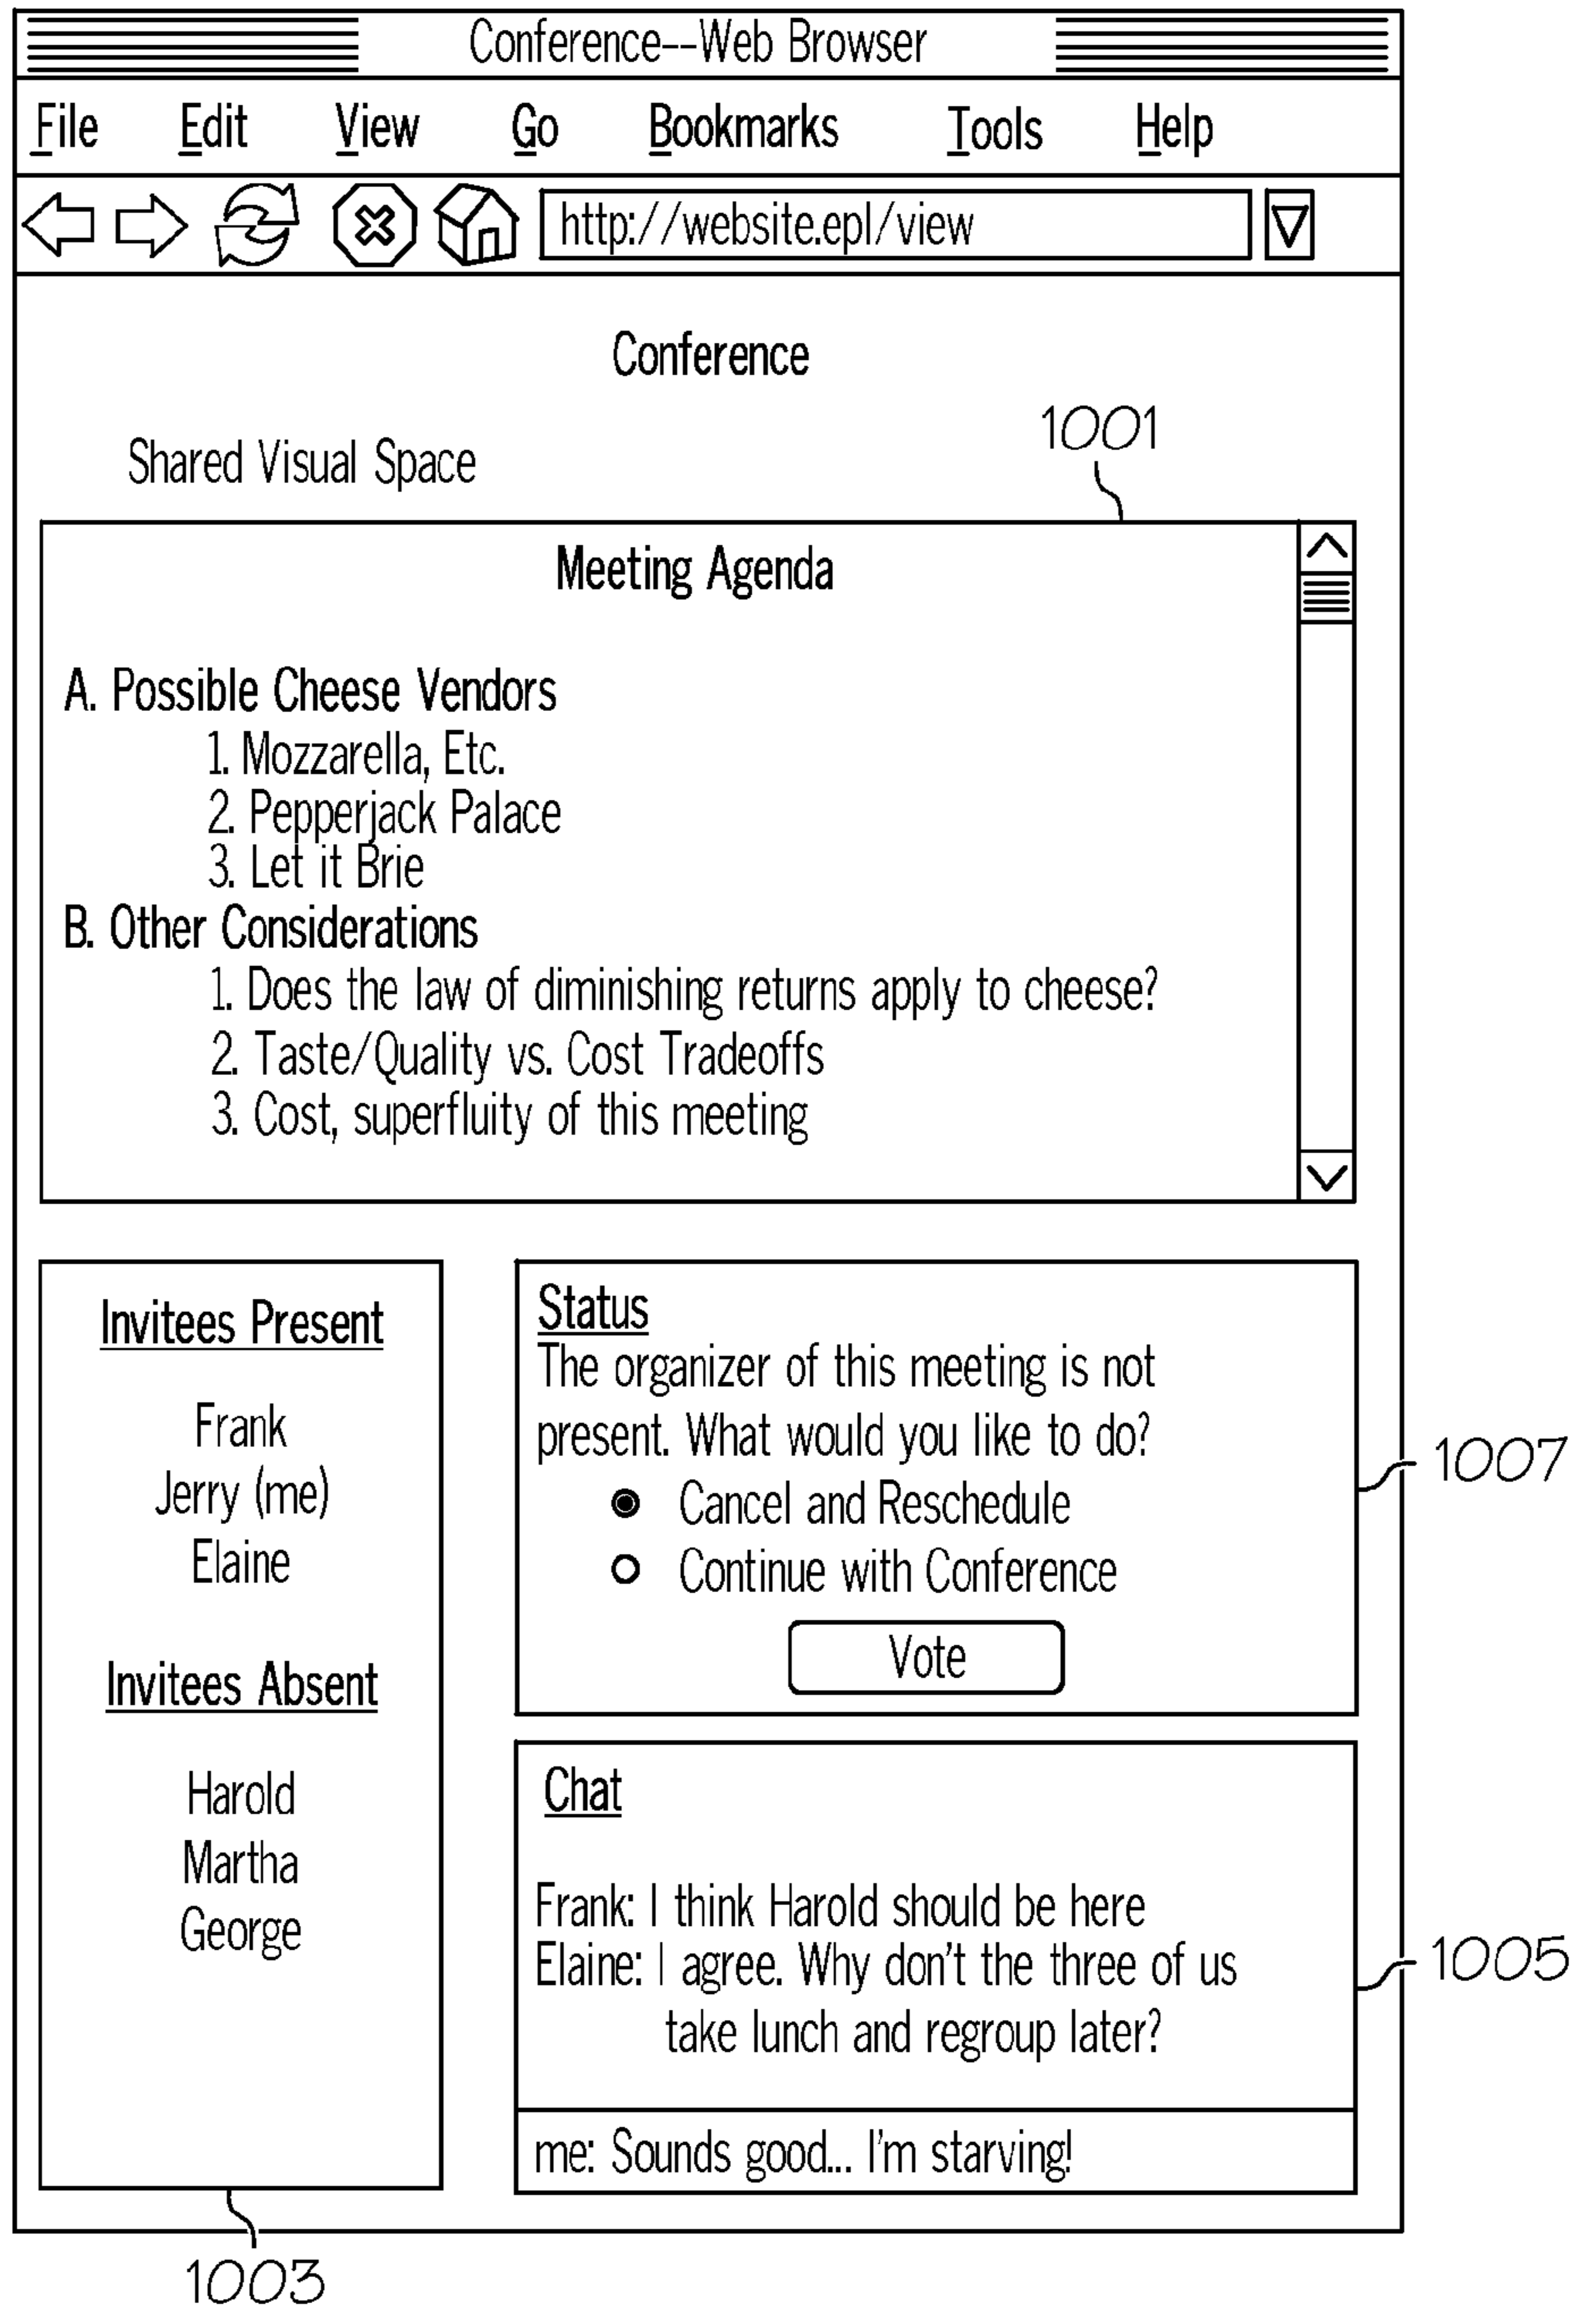 Conference--Web Browser
File Edit View Go Bookmarks Tools Help
http://website.epl/view
Conference
1001
Shared Visual Space
Meeting Agenda
A. Possible Cheese Vendors
1. Mozzarella, Etc.
2. Pepperjack Palace
3. Let it Brie
B. Other Considerations
1. Does the law of diminishing returns apply to cheese?
2. Taste/Quality vs. Cost Tradeoffs
3. Cost, superfluity of this meeting
Invitees Present
Frank
Jerry (me)
Elaine
Invitees Absent
Harold
Martha
George
1003
Status
The organizer of this meeting is not
present. What would you like to do?
Cancel and Reschedule
Continue with Conference
Vote
1007
Chat
Frank: I think Harold should be here
Elaine: I agree. Why don't the three of us
take lunch and regroup later?
me: Sounds good... I'm starving!
1005